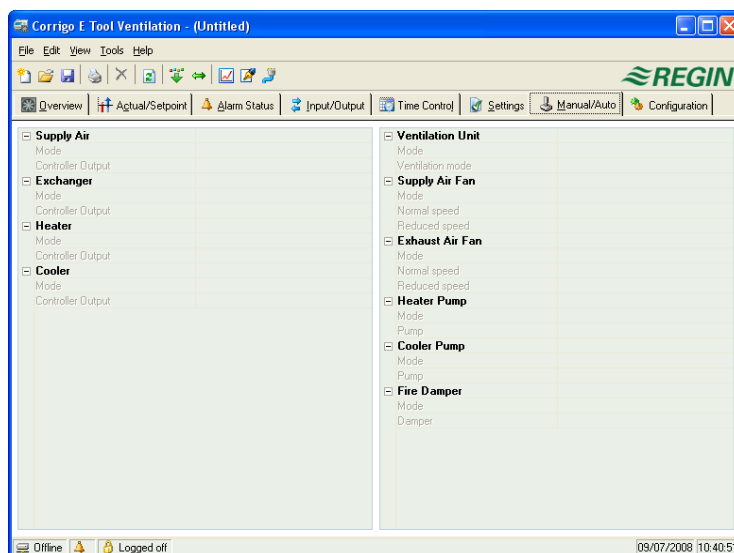 Corrigo E Tool Ventilation - (Untitled)
File Edit View Tools Help
REGIN
Overview Actual/Setpoint Alarm Status Input/Output Time Control Settings Manual/Auto Configuration
Supply Air
Mode
Controller Output
Exchanger
Mode
Controller Output
Heater
Mode
Controller Output
Cooler
Mode
Controller Output
Ventilation Unit
Mode
Ventilation mode
Supply Air Fan
Mode
Normal speed
Reduced speed
Exhaust Air Fan
Mode
Normal speed
Reduced speed
Heater Pump
Mode
Pump
Cooler Pump
Mode
Pump
Fire Damper
Mode
Damper
Offline Logged off 09/07/2008 10:40:51